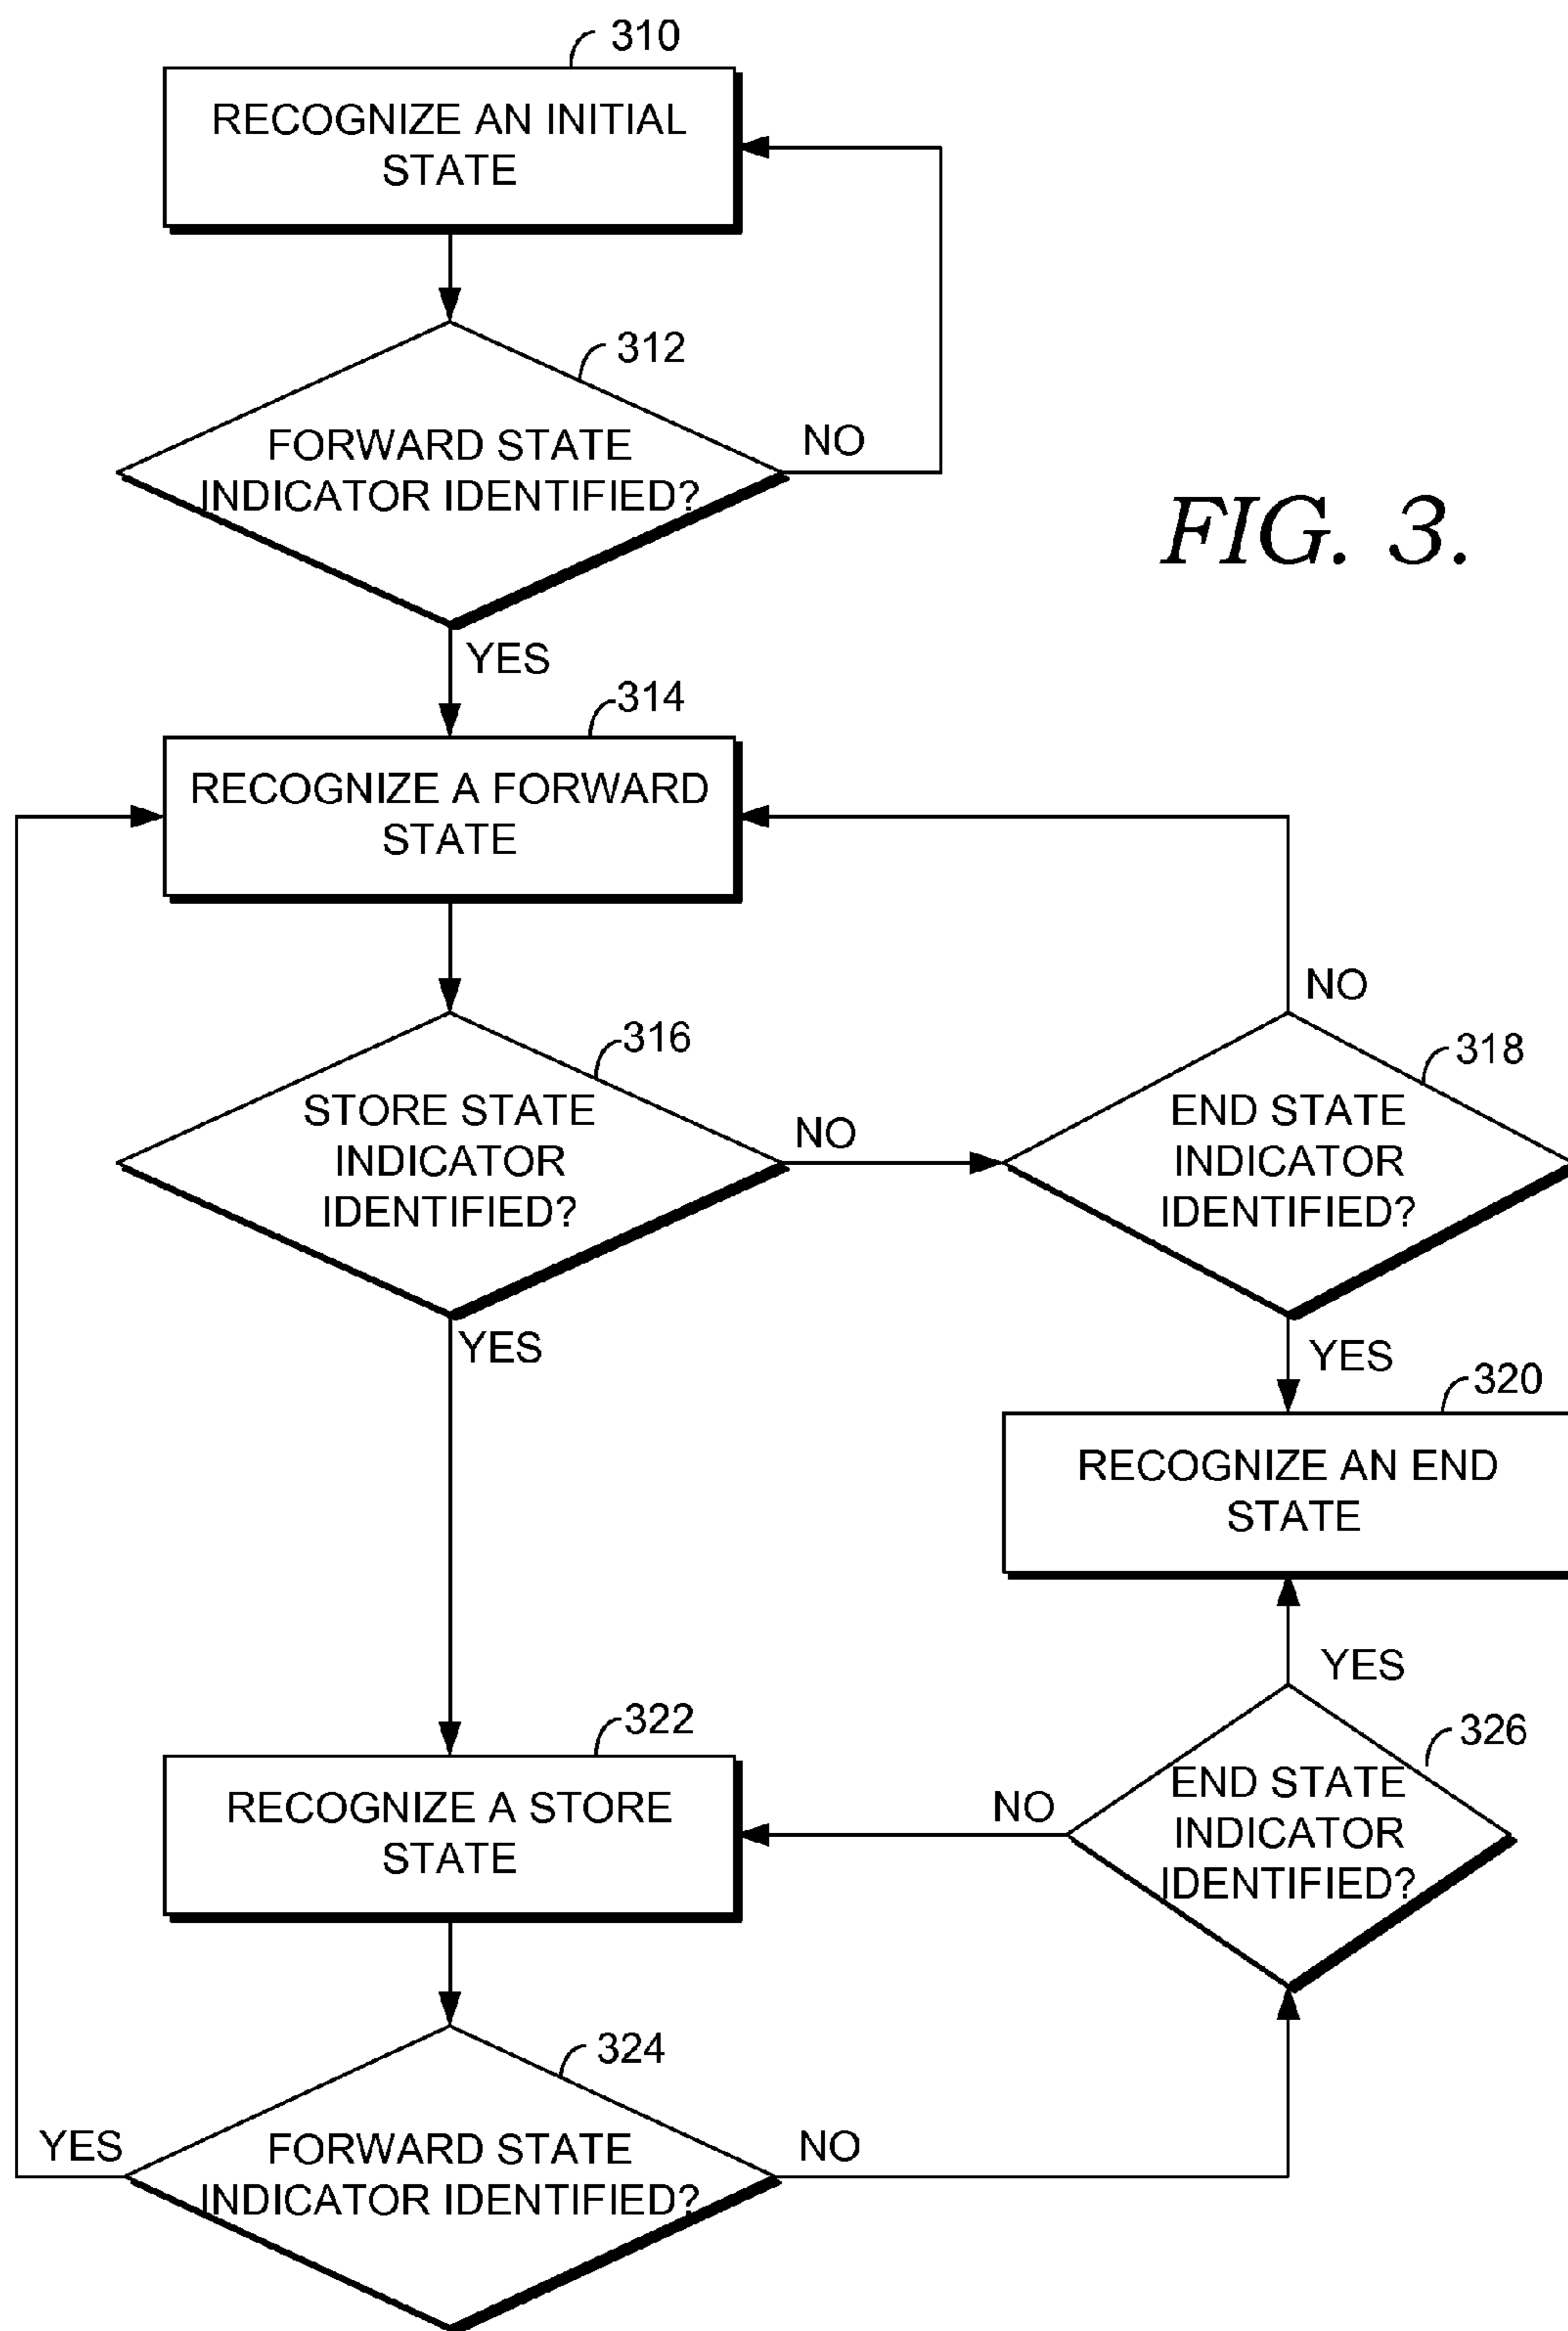 310
RECOGNIZE AN INITIAL
STATE
312
FORWARD STATE
INDICATOR IDENTIFIED?
NO
FIG. 3.
YES
314
RECOGNIZE A FORWARD
STATE
NO
316
STORE STATE
INDICATOR
IDENTIFIED?
NO
318
END STATE
INDICATOR
IDENTIFIED?
YES
YES
320
RECOGNIZE AN END
STATE
YES
322
RECOGNIZE A STORE
STATE
NO
326
END STATE
INDICATOR
IDENTIFIED?
324
YES
FORWARD STATE
INDICATOR IDENTIFIED?
NO